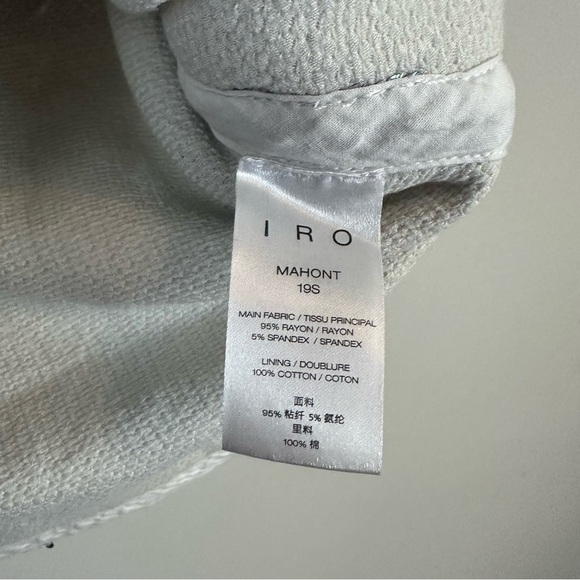 IRO
MAHONT
19S
MAIN FABRIC / TISSU PRINCIPAL
95% RAYON / RAYON
5% SPANDEX / SPANDEX
LINING / DOUBLURE
100% COTTON / COTON
面料
95% 粘纤 5% 氨纶
里料
100% 棉